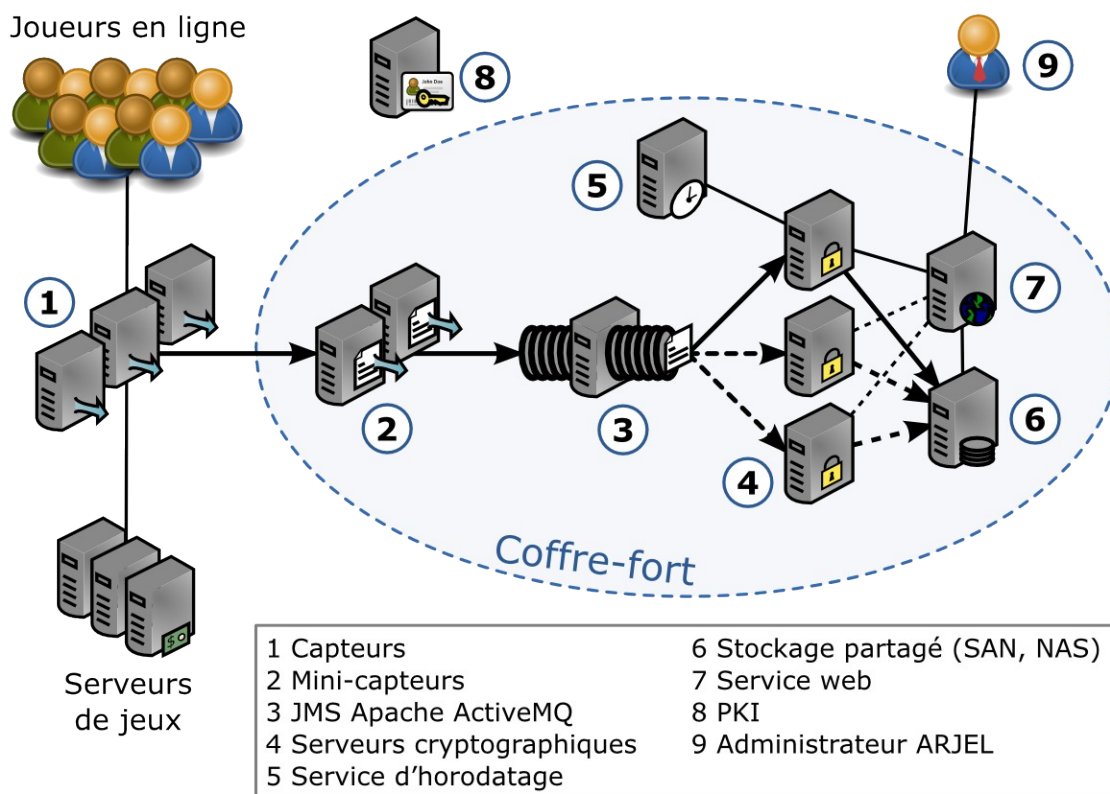 Joueurs en ligne
8
John Doe
9
5
1
7
2
3
4
6
Coffre-fort
$
Serveurs
de jeux
1 Capteurs
2 Mini-capteurs
3 JMS Apache ActiveMQ
4 Serveurs cryptographiques
5 Service d’horodatage
6 Stockage partagé (SAN, NAS)
7 Service web
8 PKI
9 Administrateur ARJEL